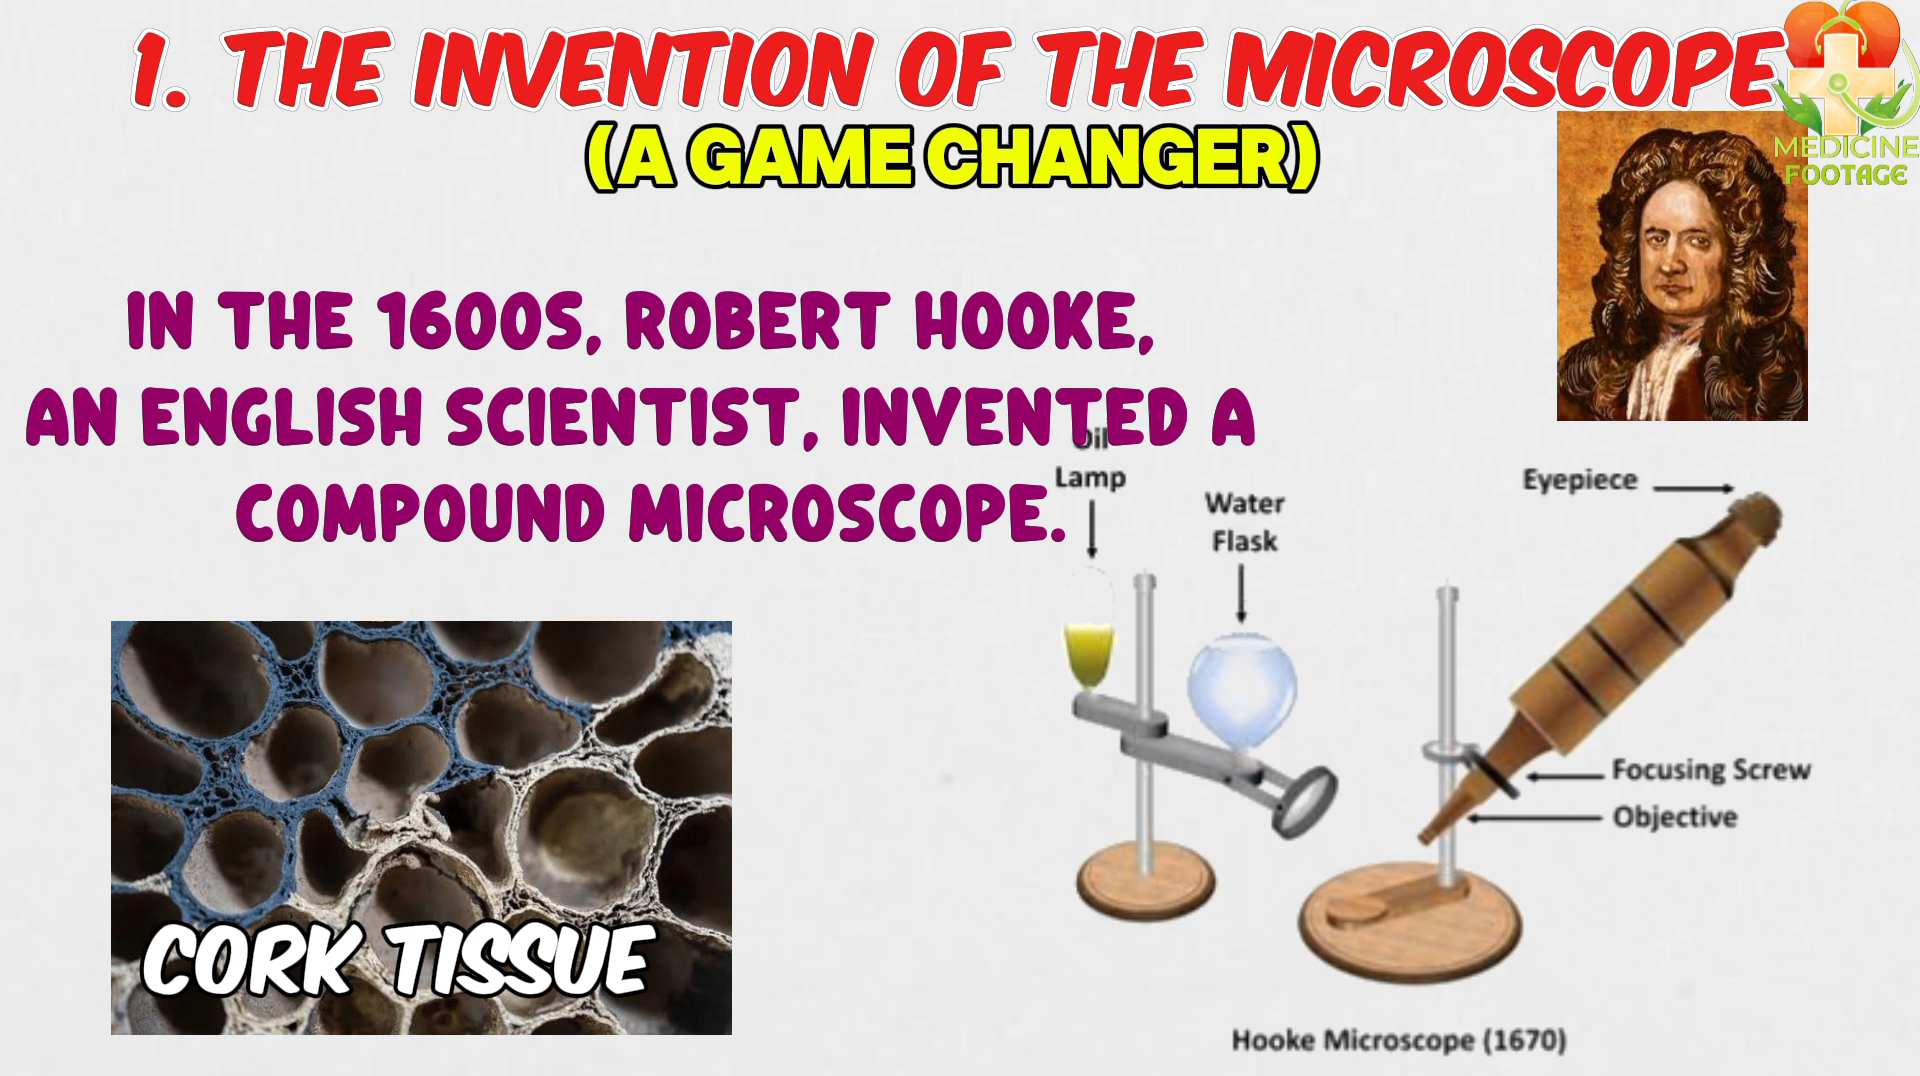 1. THE INVENTION OF THE MICROSCOPE
(A GAME CHANGER)
MEDICINE
FOOTAGE
IN THE 1600S, ROBERT HOOKE,
AN ENGLISH SCIENTIST, INVENTED A
COMPOUND MICROSCOPE.
Oil
Lamp
Water
Flask
Eyepiece
Focusing Screw
Objective
CORK TISSUE
Hooke Microscope (1670)